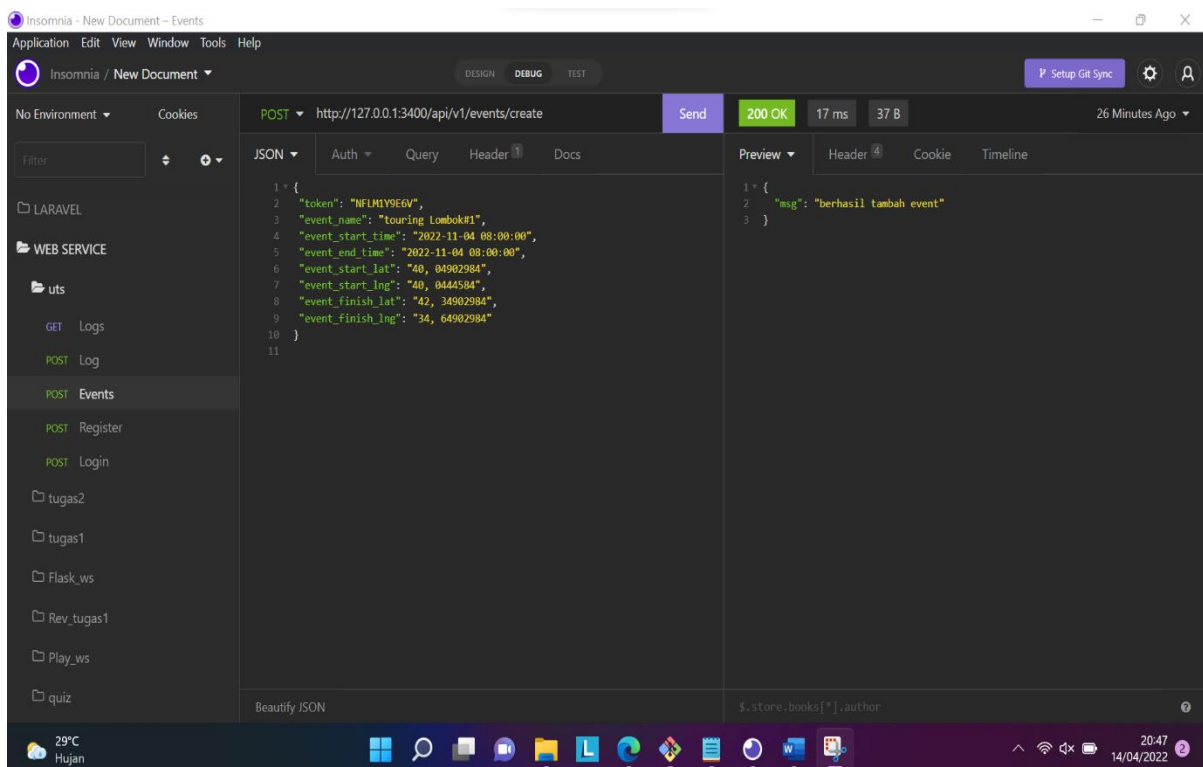 Insomnia - New Document – Events
Application Edit View Window Tools Help
Insomnia / New Document
DESIGN DEBUG TEST
Setup Git Sync
No Environment Cookies
POST http://127.0.0.1:3400/api/v1/events/create Send
200 OK 17 ms 37 B 26 Minutes Ago
Filter
JSON Auth Query Header 1 Docs
Preview Header 4 Cookie Timeline
LARAVEL
WEB SERVICE
uts
GET Logs
POST Log
POST Events
POST Register
POST Login
tugas2
tugas1
Flask_ws
Rev_tugas1
Play_ws
quiz
1 {
2 "token": "NFLM1Y9E6V",
3 "event_name": "touring Lombok#1",
4 "event_start_time": "2022-11-04 08:00:00",
5 "event_end_time": "2022-11-04 08:00:00",
6 "event_start_lat": "40, 04902984",
7 "event_start_lng": "40, 0444584",
8 "event_finish_lat": "42, 34902984",
9 "event_finish_lng": "34, 64902984"
10 }
11
Beautify JSON
1 {
2 "msg": "berhasil tambah event"
3 }
$.store.books[*].author
29°C
Hujan
L
W
20:47
14/04/2022
2